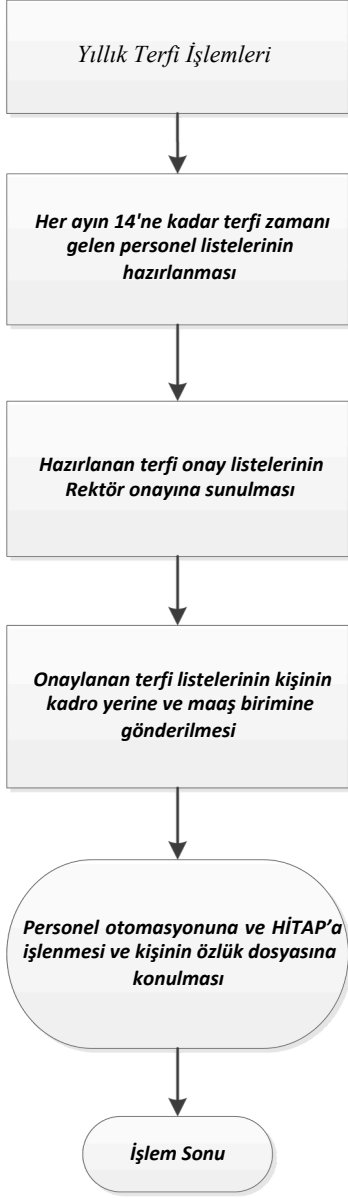 Yıllık Terfi İşlemleri
Her ayın 14'ne kadar terfi zamanı
gelen personel listelerinin
hazırlanması
Hazırlanan terfi onay listelerinin
Rektör onayına sunulması
Onaylanan terfi listelerinin kişinin
kadro yerine ve maaş birimine
gönderilmesi
Personel otomasyonuna ve HİTAP’a
işlenmesi ve kişinin özlük dosyasına
konulması
İşlem Sonu